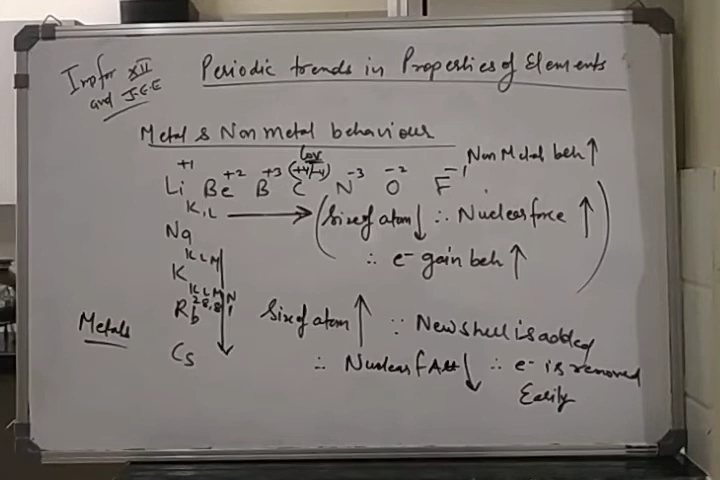 Imp for XII
and J.E.E
Periodic trends in Properties of Elements
Metal & Non metal behaviour
Non Metal beh ↑
Cov
+1 +2 +3 (+4/-4) -3 -2 -1
Li Be B C N O F
K,L → (Size of atom ↓ ∴ Nuclear force ↑
∴ e- gain beh ↑)
Na
K L M
K
K L M N
2 8, 8, 1
Rb
Cs
Metals
Size of atom ↑ ∵ New shell is added
∴ Nuclear f Att ↓ ∴ e- is removed
Easily